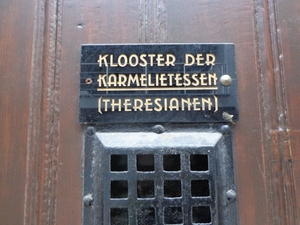 KLOOSTER DER
KARMELIETESSEN
(THERESIANEN)